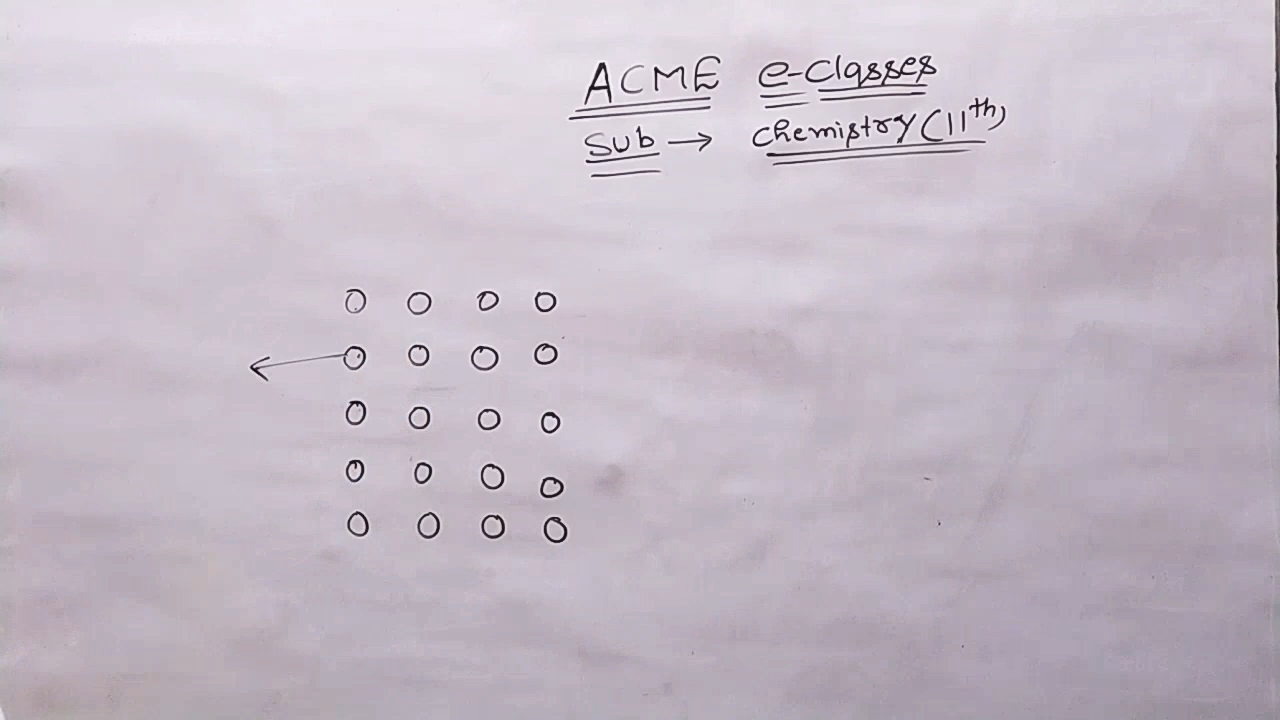 ACME e-classes
Sub → chemistry (11th)